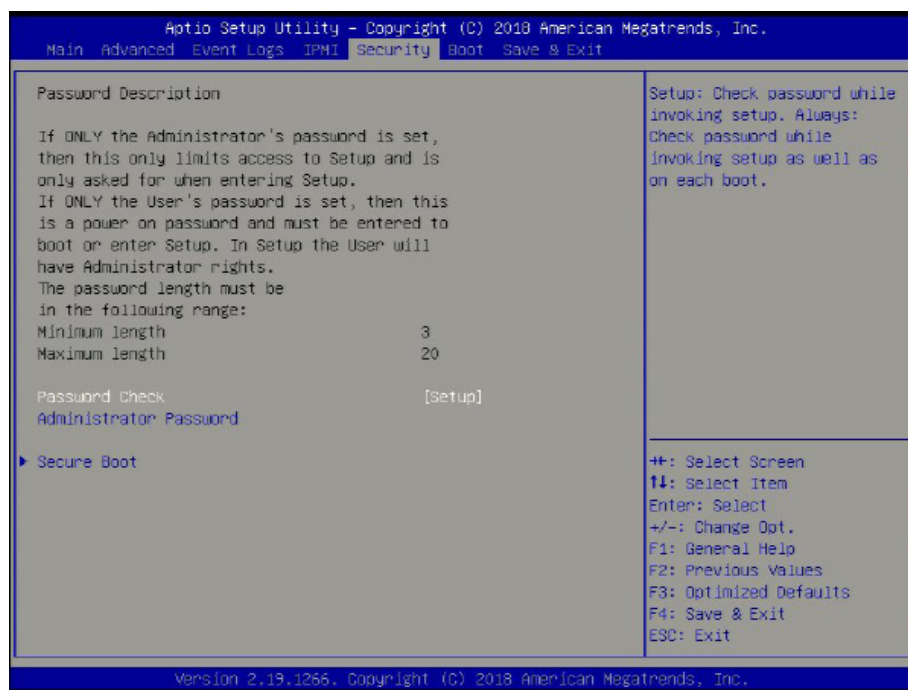 Aptio Setup Utility – Copyright (C) 2018 American Megatrends, Inc.
Main Advanced Event Logs IPMI Security Boot Save & Exit
Password Description
If ONLY the Administrator's password is set,
then this only limits access to Setup and is
only asked for when entering Setup.
If ONLY the User's password is set, then this
is a power on password and must be entered to
boot or enter Setup. In Setup the User will
have Administrator rights.
The password length must be
in the following range:
Minimum length 3
Maximum length 20
Password Check [Setup]
Administrator Password
Secure Boot
Setup: Check password while
invoking setup. Always:
Check password while
invoking setup as well as
on each boot.
→←: Select Screen
↑↓: Select Item
Enter: Select
+/-: Change Opt.
F1: General Help
F2: Previous Values
F3: Optimized Defaults
F4: Save & Exit
ESC: Exit
Version 2.19.1266. Copyright (C) 2018 American Megatrends, Inc.